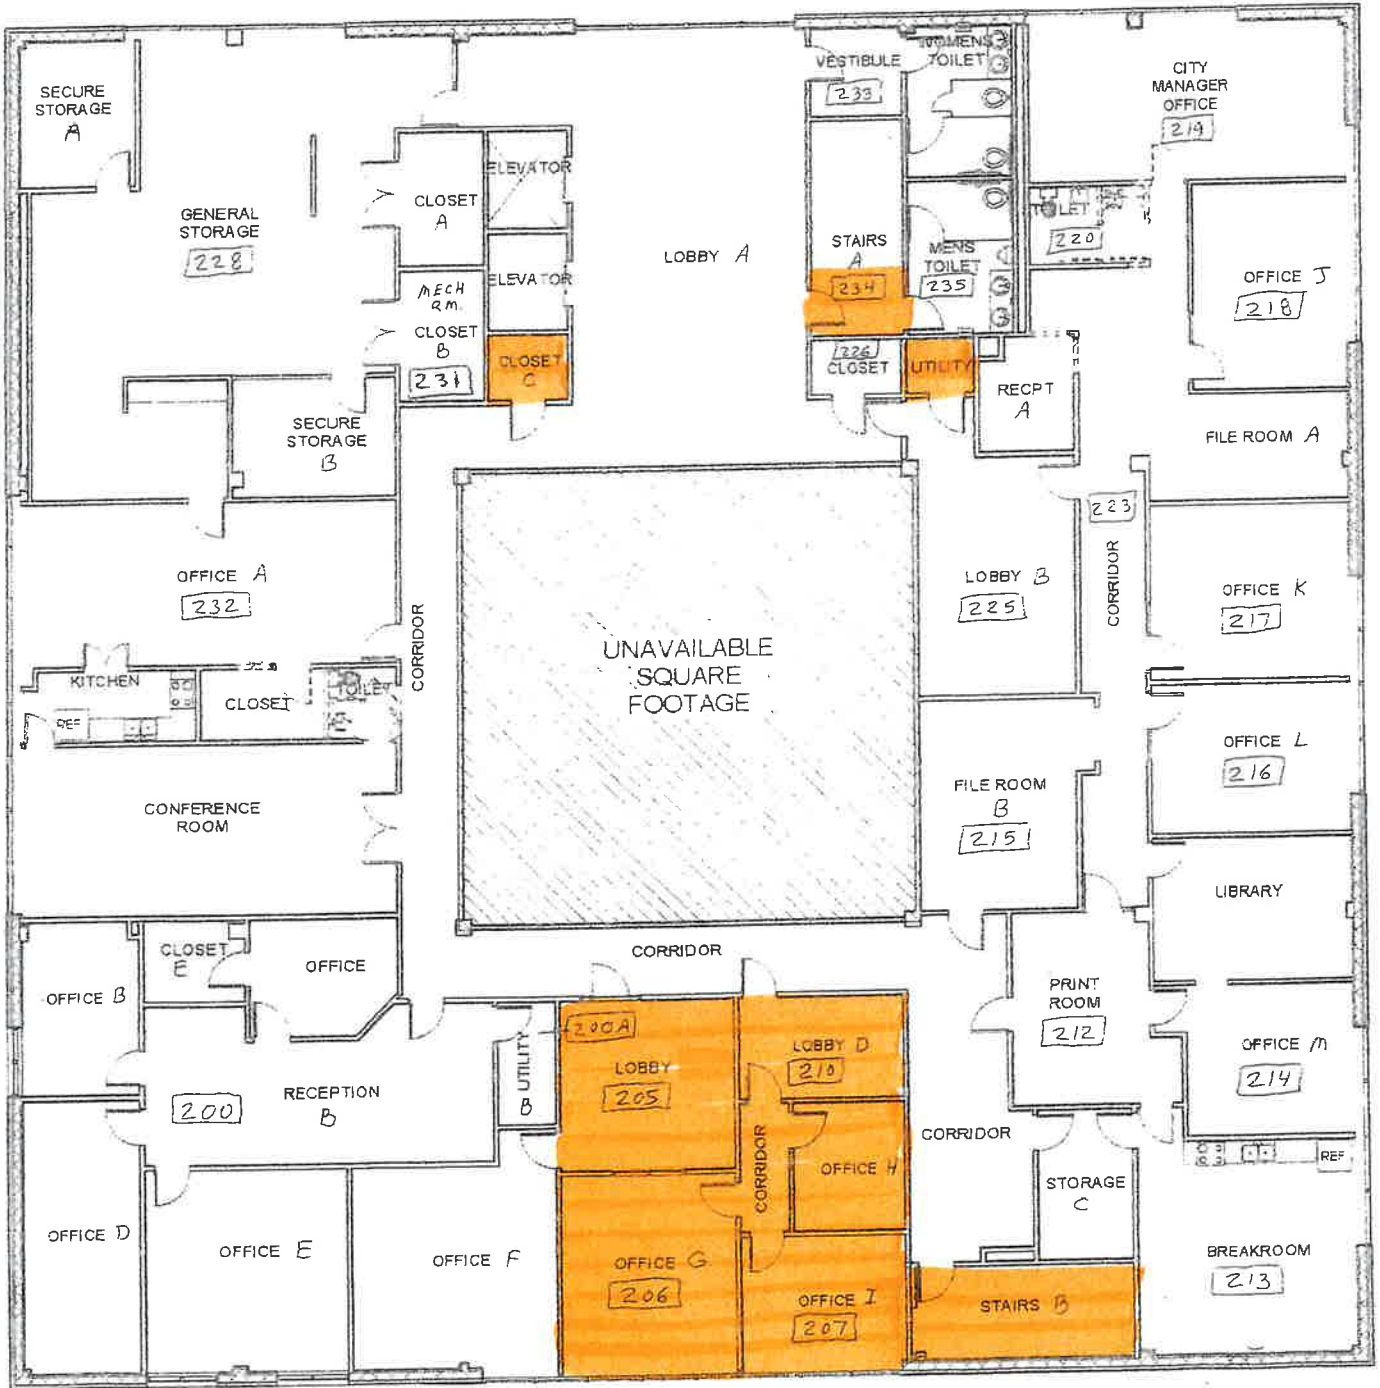 SECURE
STORAGE
A
GENERAL
STORAGE
228
CLOSET
A
ELEVATOR
ELEVATOR
MECH
RM.
CLOSET
B
231
CLOSET
C
SECURE
STORAGE
B
LOBBY A
VESTIBULE
233
WOMENS
TOILET
STAIRS
A
234
MENS
TOILET
235
226
CLOSET
UTILITY
CITY
MANAGER
OFFICE
219
TOILET
220
OFFICE J
218
RECPT
A
FILE ROOM A
223
CORRIDOR
OFFICE A
232
CORRIDOR
KITCHEN
REF
CLOSET
TOILET
CONFERENCE
ROOM
UNAVAILABLE
SQUARE
FOOTAGE
LOBBY B
225
OFFICE K
217
OFFICE L
216
FILE ROOM
B
215
LIBRARY
CORRIDOR
CLOSET
E
OFFICE
OFFICE B
200
RECEPTION
B
UTILITY
B
200A
LOBBY
205
LOBBY D
210
CORRIDOR
OFFICE H
PRINT
ROOM
212
OFFICE M
214
CORRIDOR
STORAGE
C
REF
OFFICE D
OFFICE E
OFFICE F
OFFICE G
206
OFFICE I
207
STAIRS B
BREAKROOM
213